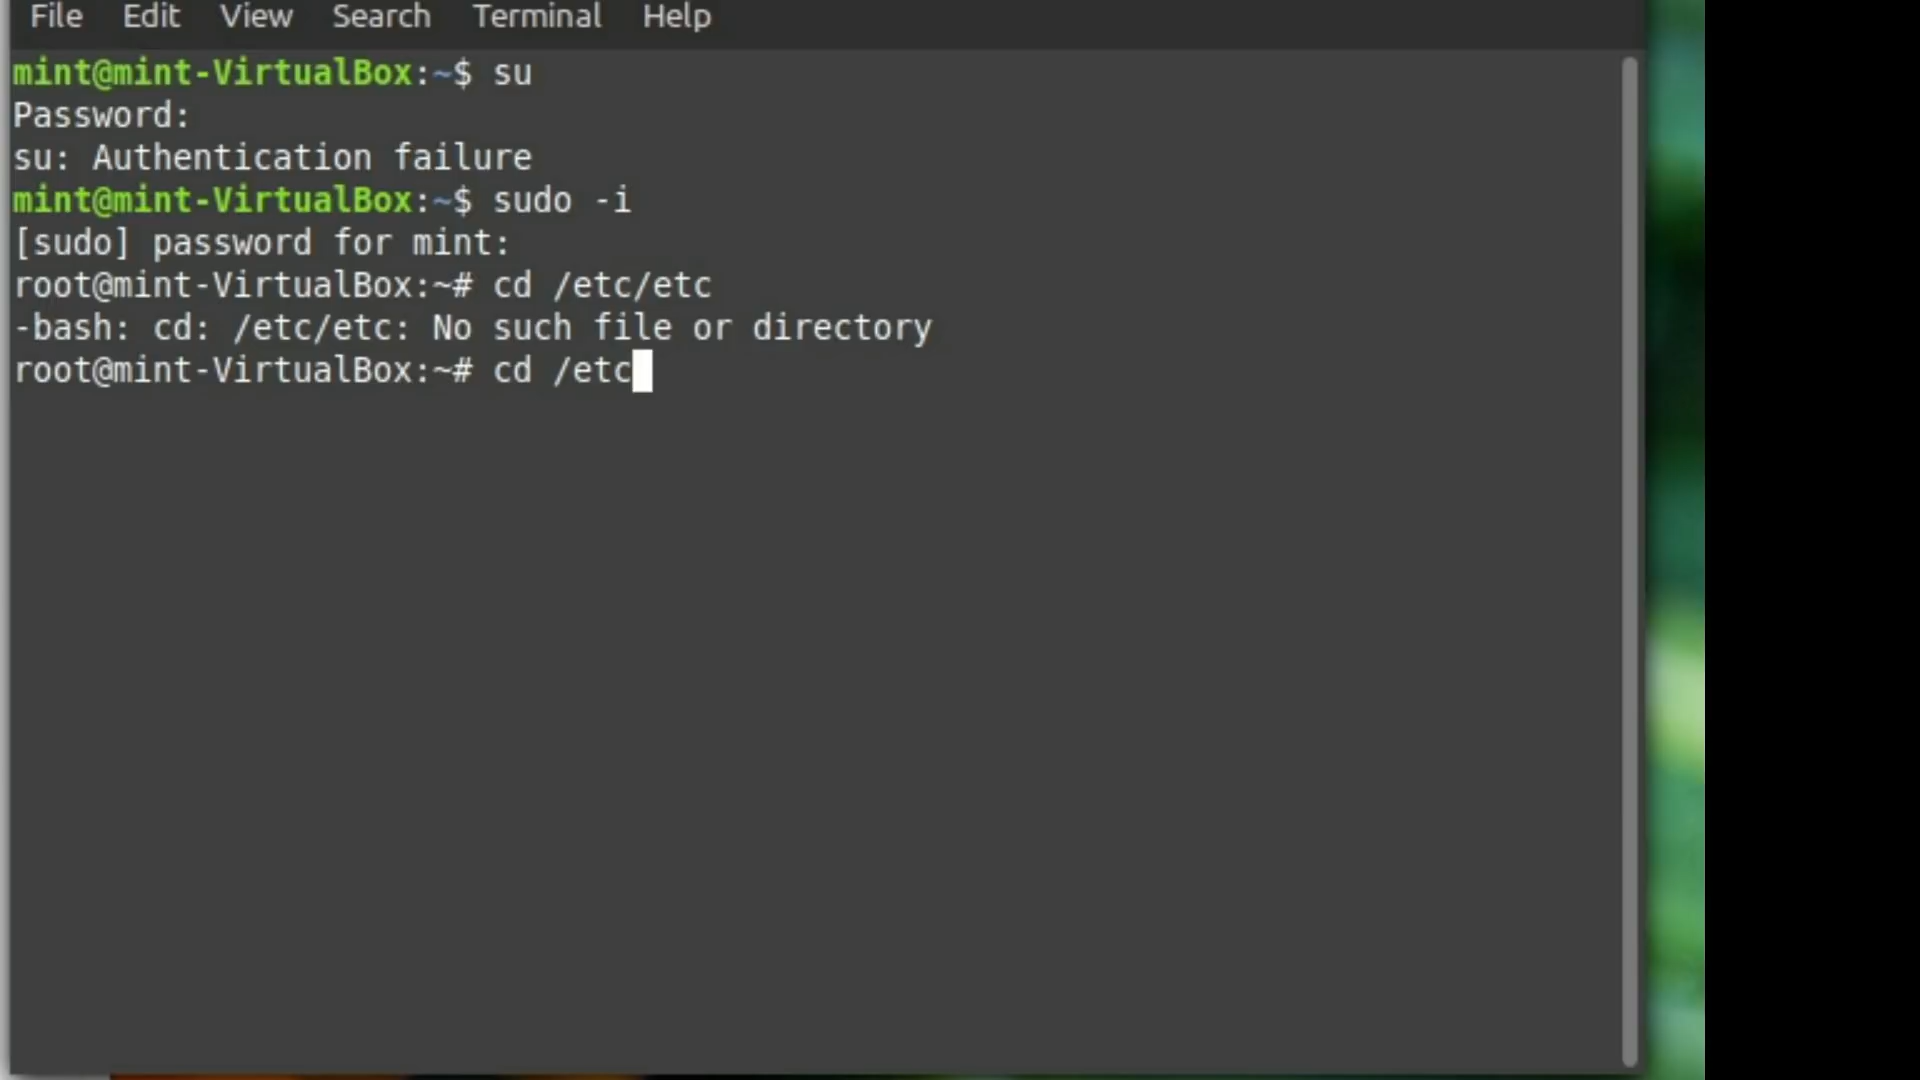 File Edit View Search Terminal Help
mint@mint-VirtualBox:~$ su
Password:
su: Authentication failure
mint@mint-VirtualBox:~$ sudo -i
[sudo] password for mint:
root@mint-VirtualBox:~# cd /etc/etc
-bash: cd: /etc/etc: No such file or directory
root@mint-VirtualBox:~# cd /etc